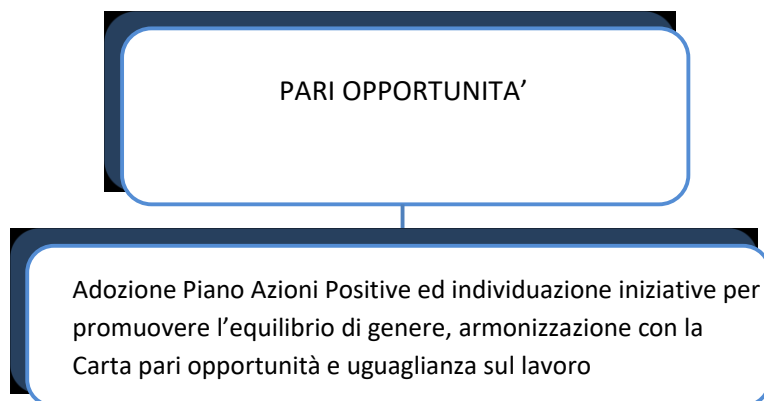 PARI OPPORTUNITA’
Adozione Piano Azioni Positive ed individuazione iniziative per
promuovere l’equilibrio di genere, armonizzazione con la
Carta pari opportunità e uguaglianza sul lavoro